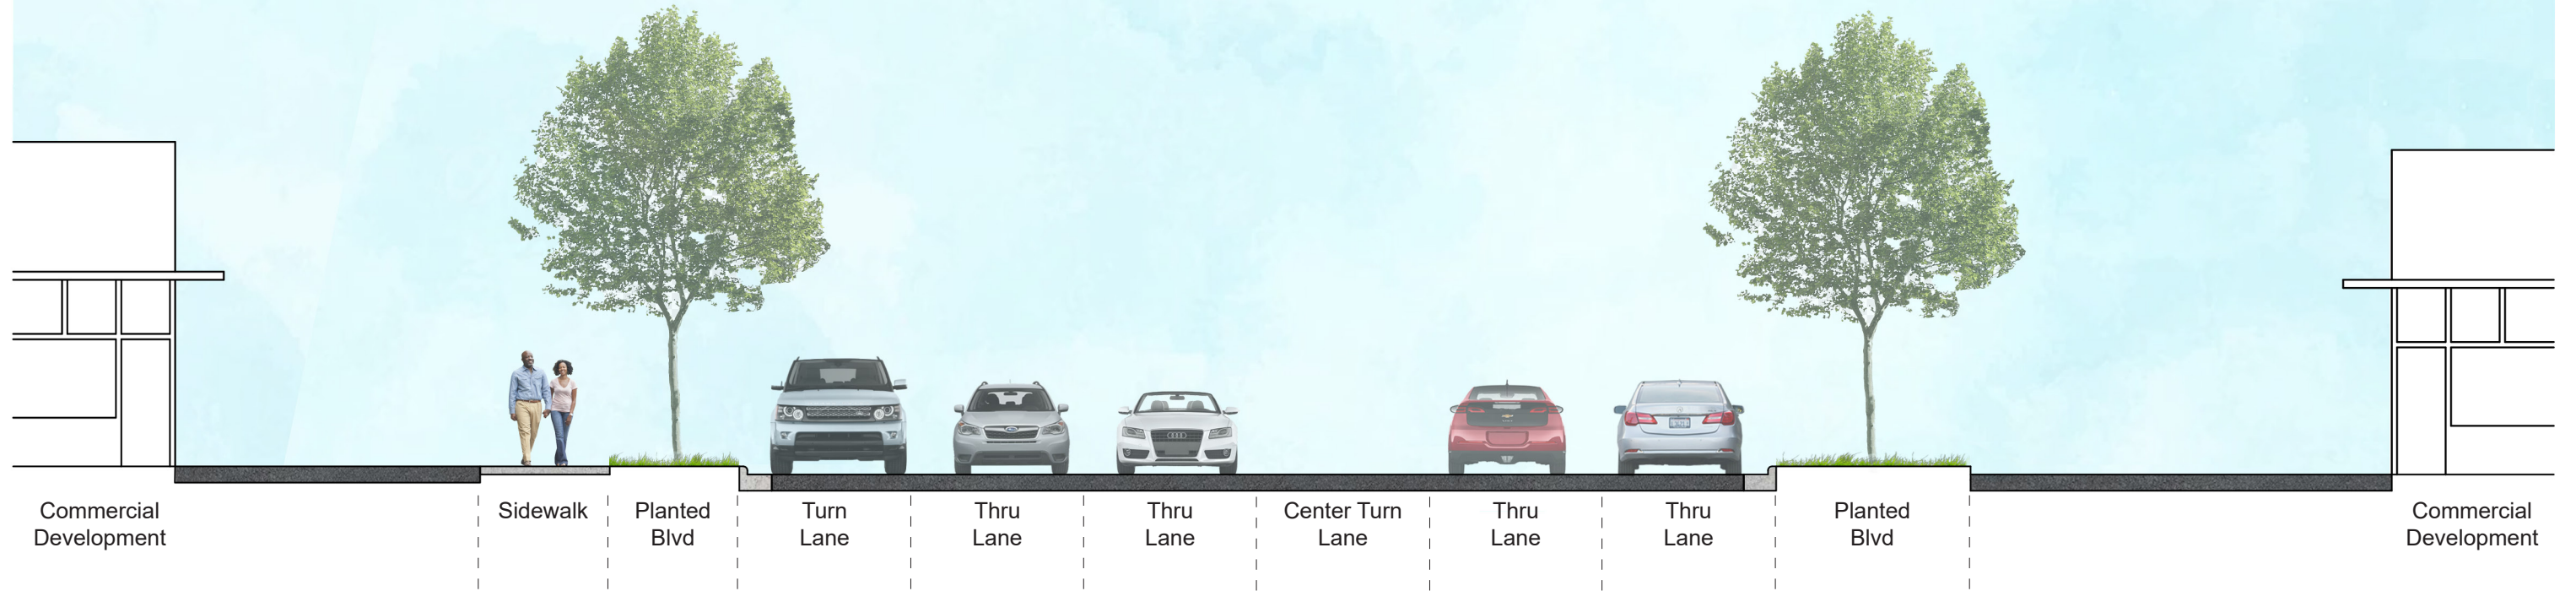 Commercial
Development
Sidewalk
Planted
Blvd
Turn
Lane
Thru
Lane
Thru
Lane
Center Turn
Lane
Thru
Lane
Thru
Lane
Planted
Blvd
Commercial
Development